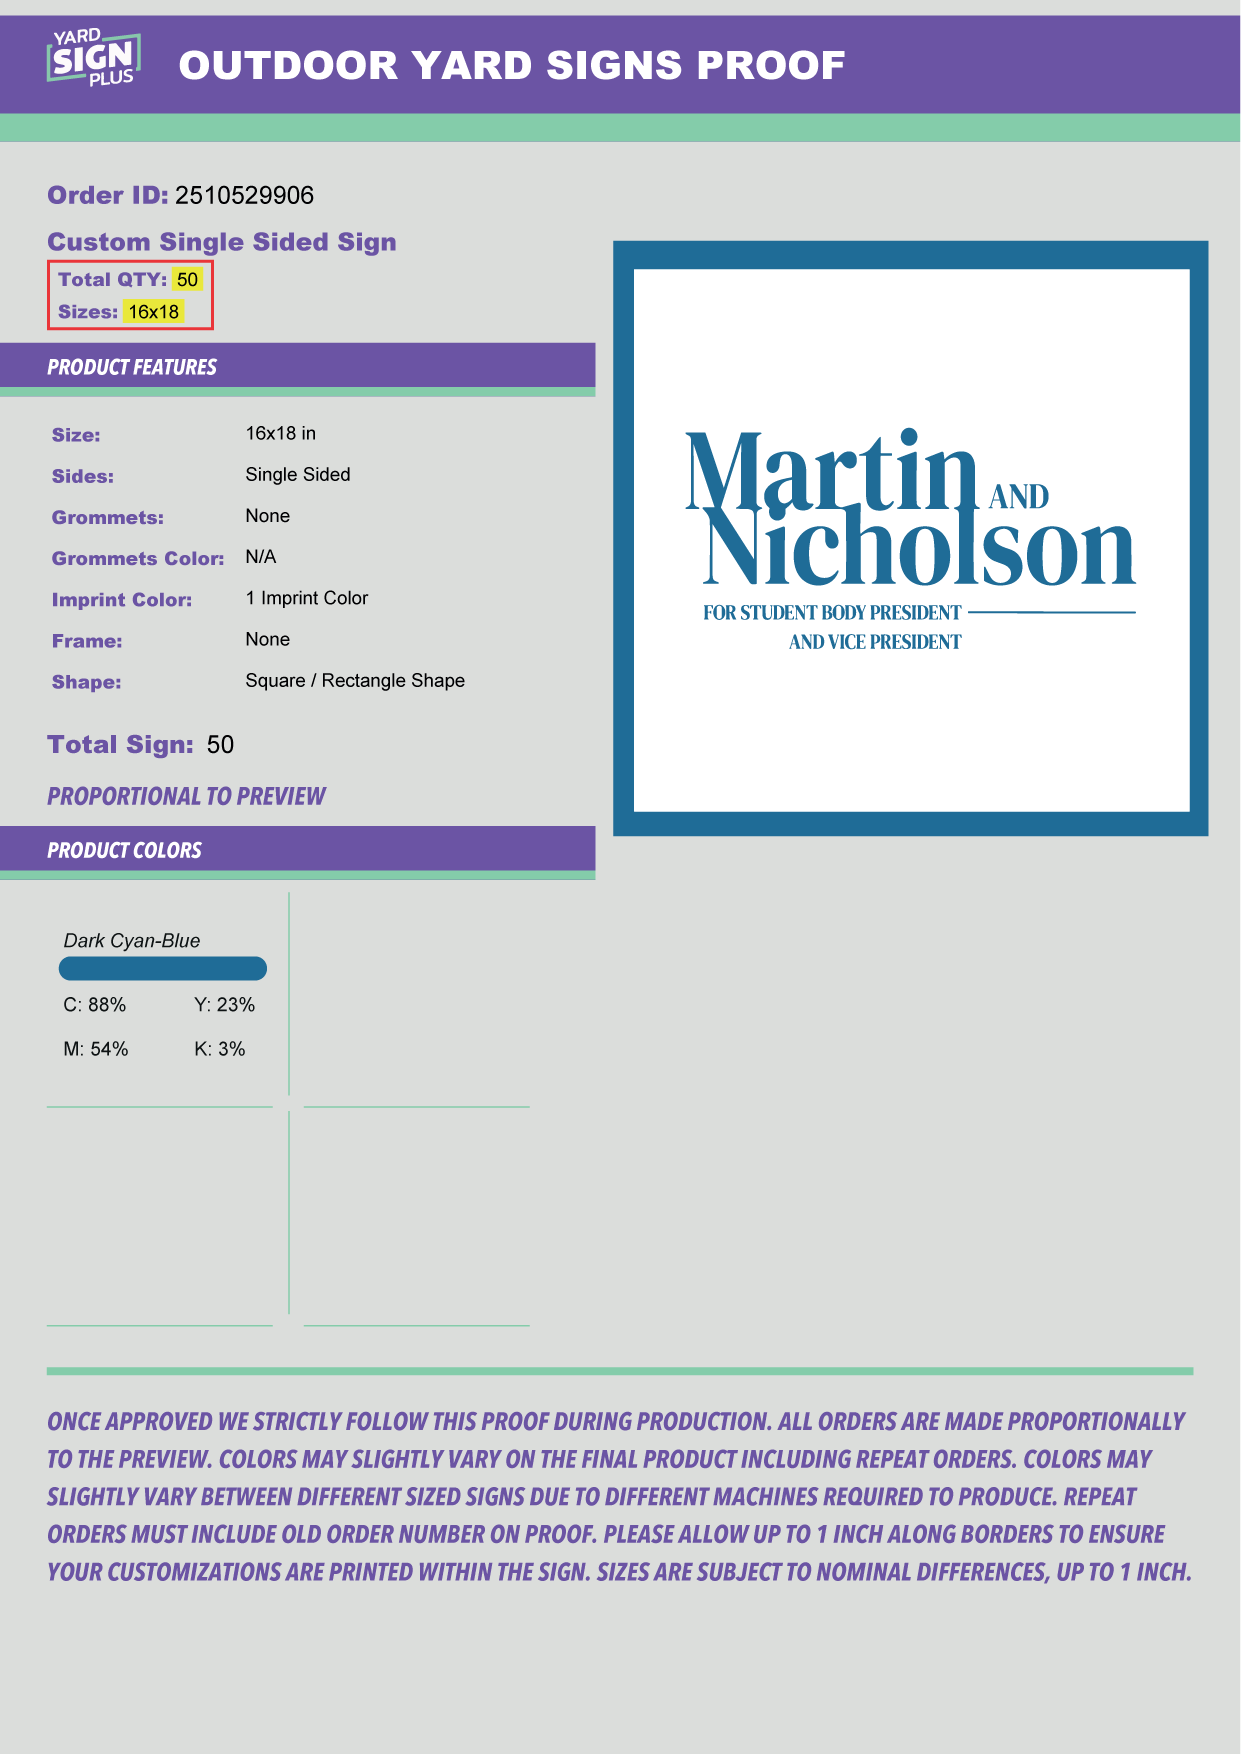 YARD
SIGN
PLUS
OUTDOOR YARD SIGNS PROOF
Order ID: 2510529906
Custom Single Sided Sign
Total QTY: 50
Sizes: 16x18
PRODUCT FEATURES
Size: 16x18 in
Sides: Single Sided
Grommets: None
Grommets Color: N/A
Imprint Color: 1 Imprint Color
Frame: None
Shape: Square / Rectangle Shape
Total Sign: 50
PROPORTIONAL TO PREVIEW
Martin AND
Nicholson
FOR STUDENT BODY PRESIDENT
AND VICE PRESIDENT
PRODUCT COLORS
Dark Cyan-Blue
C: 88% Y: 23%
M: 54% K: 3%
ONCE APPROVED WE STRICTLY FOLLOW THIS PROOF DURING PRODUCTION. ALL ORDERS ARE MADE PROPORTIONALLY
TO THE PREVIEW. COLORS MAY SLIGHTLY VARY ON THE FINAL PRODUCT INCLUDING REPEAT ORDERS. COLORS MAY
SLIGHTLY VARY BETWEEN DIFFERENT SIZED SIGNS DUE TO DIFFERENT MACHINES REQUIRED TO PRODUCE. REPEAT
ORDERS MUST INCLUDE OLD ORDER NUMBER ON PROOF. PLEASE ALLOW UP TO 1 INCH ALONG BORDERS TO ENSURE
YOUR CUSTOMIZATIONS ARE PRINTED WITHIN THE SIGN. SIZES ARE SUBJECT TO NOMINAL DIFFERENCES, UP TO 1 INCH.